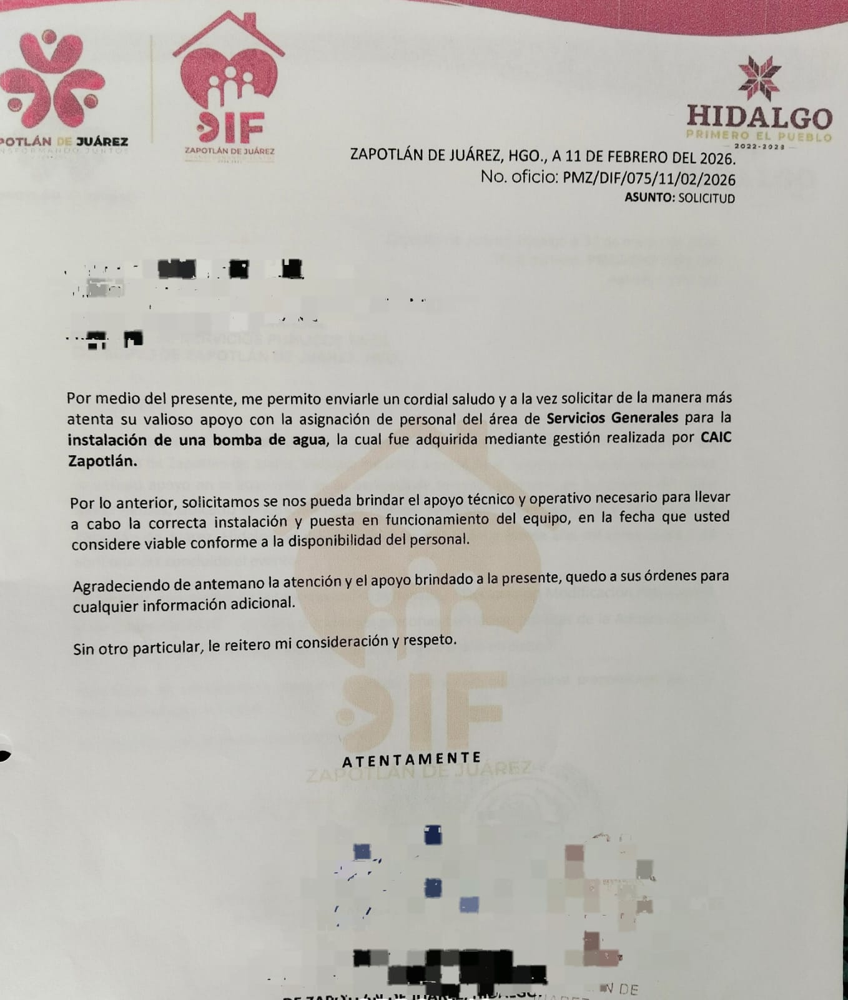 POTLÁN DE JUÁREZ
DIF
ZAPOTLÁN DE JUÁREZ
HIDALGO
PRIMERO EL PUEBLO
2022-2028
ZAPOTLÁN DE JUÁREZ, HGO., A 11 DE FEBRERO DEL 2026.
No. oficio: PMZ/DIF/075/11/02/2026
ASUNTO: SOLICITUD
Por medio del presente, me permito enviarle un cordial saludo y a la vez solicitar de la manera más
atenta su valioso apoyo con la asignación de personal del área de Servicios Generales para la
instalación de una bomba de agua, la cual fue adquirida mediante gestión realizada por CAIC
Zapotlán.
Por lo anterior, solicitamos se nos pueda brindar el apoyo técnico y operativo necesario para llevar
a cabo la correcta instalación y puesta en funcionamiento del equipo, en la fecha que usted
considere viable conforme a la disponibilidad del personal.
Agradeciendo de antemano la atención y el apoyo brindado a la presente, quedo a sus órdenes para
cualquier información adicional.
Sin otro particular, le reitero mi consideración y respeto.
DIF
ATENTAMENTE
ZAPOTLÁN DE JUÁREZ
N DE